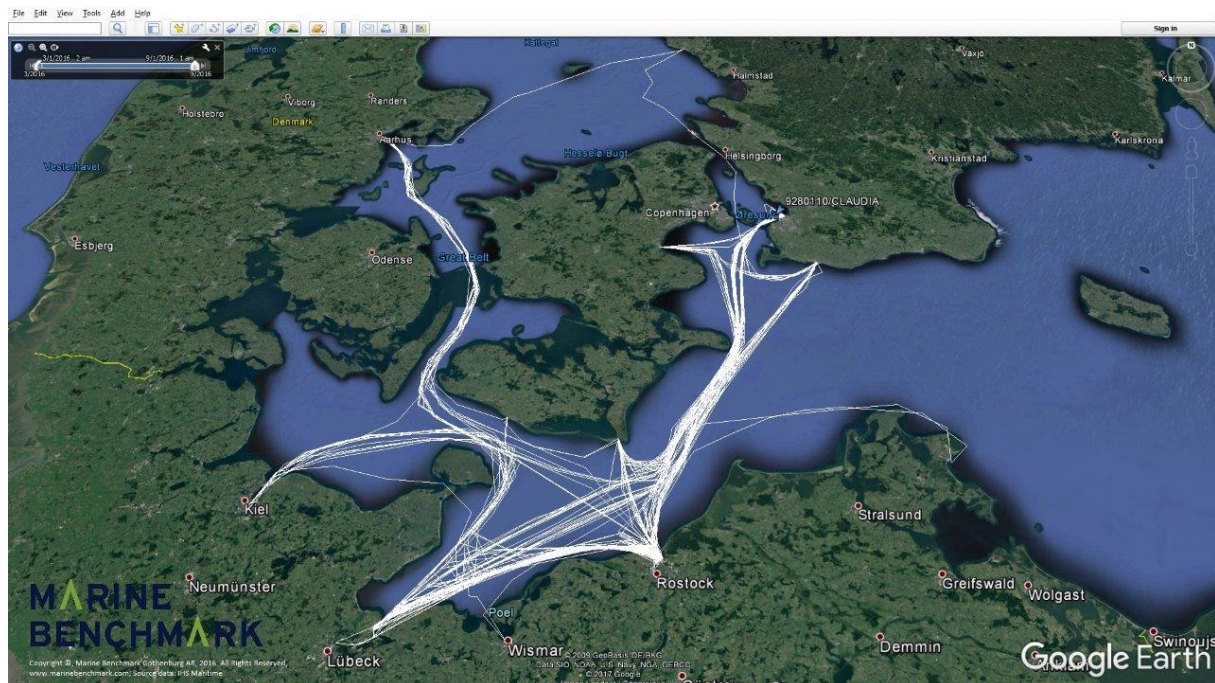 File Edit View Tools Add Help
Sign in
3/1/2016 2 am 9/1/2016 1 am
3/2016 9/2016
Kattegat
Växjö
Halmstad
Kalmar
Viborg
Randers
Holstebro
Denmark
Aarhus
Karlskrona
Vesterhavet
Hesselø Bugt
Helsingborg
Kristianstad
9280110/CLAUDIA
Copenhagen
Esbjerg
Odense
Great Belt
Kiel
Stralsund
Neumünster
Rostock
Greifswald
Wolgast
Poel
Lübeck
Wismar
Demmin
MARINE
BENCHMARK
Copyright ©, Marine Benchmark Gothenburg AB, 2016. All Rights Reserved,
www.marinebenchmark.com; Source data: IHS Maritime
© 2009 GeoBasis-DE/BKG
Data SIO, NOAA, U.S. Navy, NGA, GEBCO
© 2017 Google
Google Earth